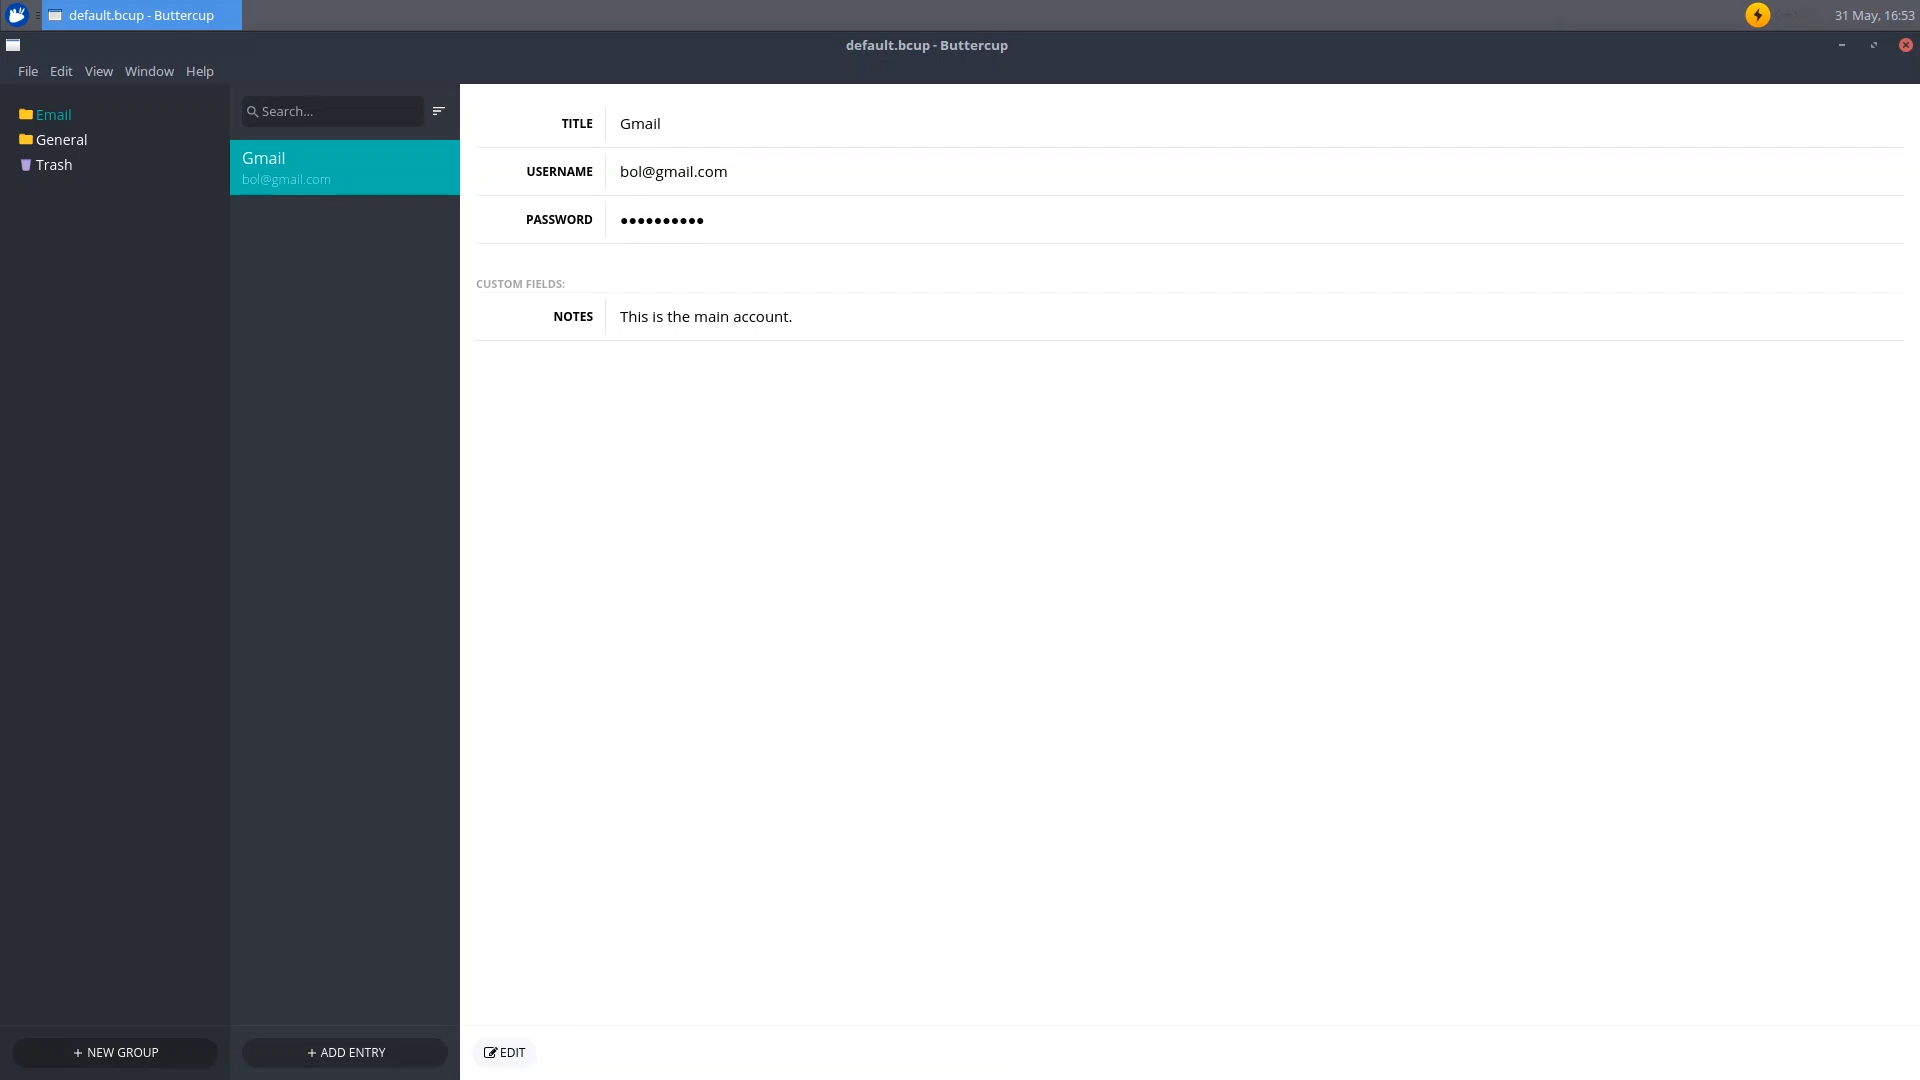 default.bcup - Buttercup
31 May, 16:53
default.bcup - Buttercup
File Edit View Window Help
Email
General
Trash
Search...
Gmail
bol@gmail.com
TITLE Gmail
USERNAME bol@gmail.com
PASSWORD ●●●●●●●●●●
CUSTOM FIELDS:
NOTES This is the main account.
+ NEW GROUP
+ ADD ENTRY
EDIT